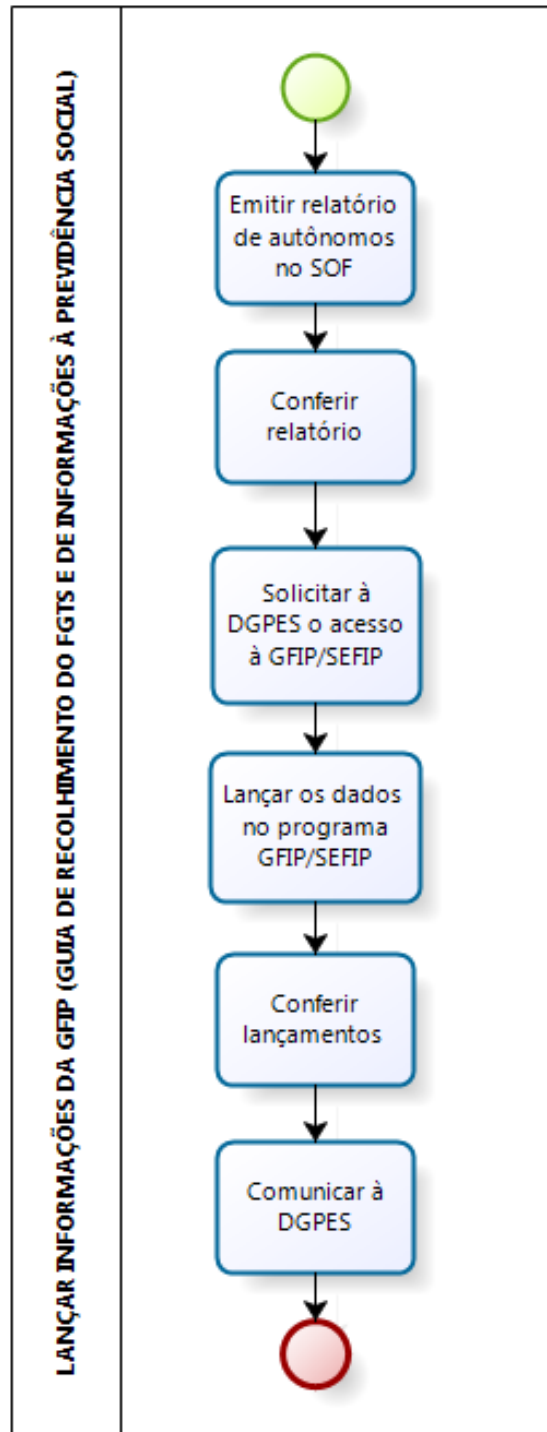 LANÇAR INFORMAÇÕES DA GFIP (GUIA DE RECOLHIMENTO DO FGTS E DE INFORMAÇÕES À PREVIDÊNCIA SOCIAL)
Emitir relatório
de autônomos
no SOF
Conferir
relatório
Solicitar à
DGPES o acesso
à GFIP/SEFIP
Lançar os dados
no programa
GFIP/SEFIP
Conferir
lançamentos
Comunicar à
DGPES